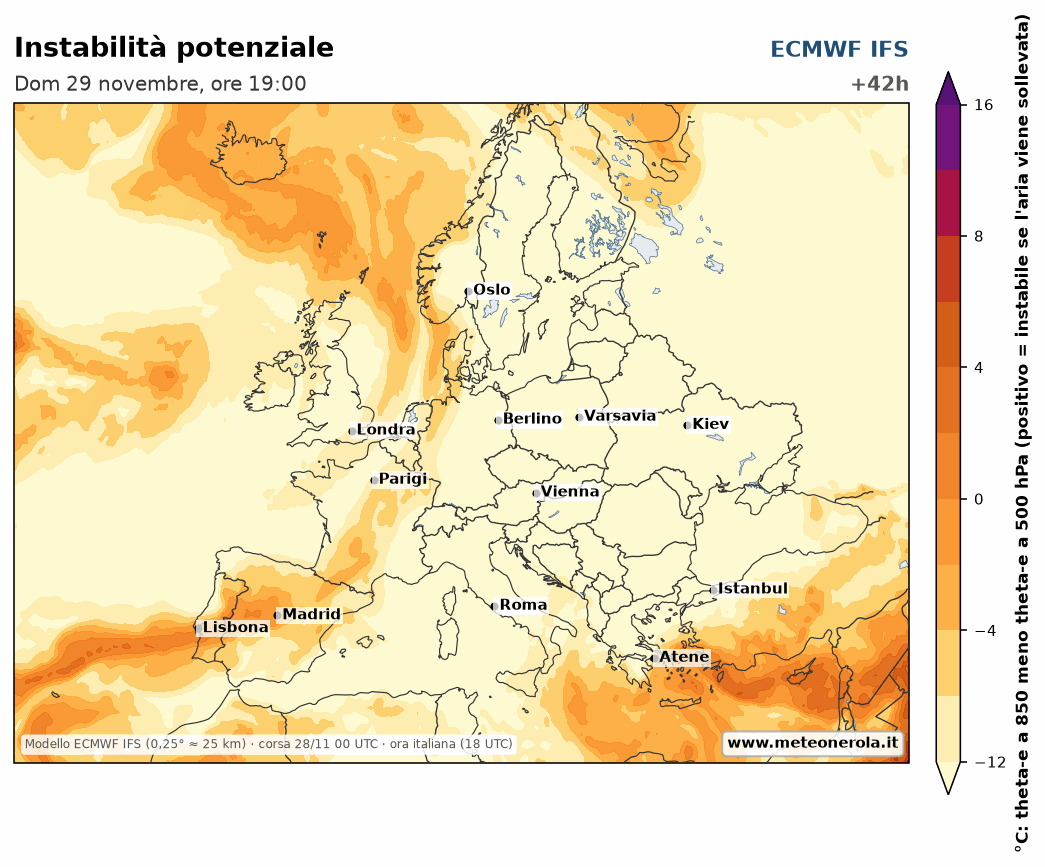 Instabilità potenziale
ECMWF IFS
Dom 29 novembre, ore 19:00
+42h
Oslo
Londra
Berlino
Varsavia
Kiev
Parigi
Vienna
Istanbul
Roma
Madrid
Lisbona
Atene
Modello ECMWF IFS (0,25° ≈ 25 km) · corsa 28/11 00 UTC · ora italiana (18 UTC)
www.meteonerola.it
16
8
4
0
−4
−12
°C: theta-e a 850 meno theta-e a 500 hPa (positivo = instabile se l'aria viene sollevata)